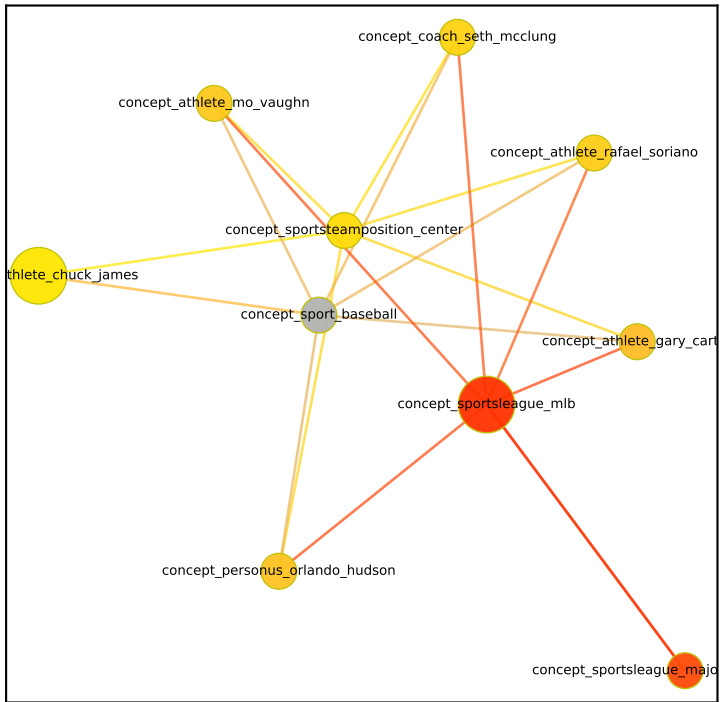 concept_coach_seth_mcclung
concept_athlete_mo_vaughn
concept_athlete_rafael_soriano
concept_sportsteamposition_center
thlete_chuck_james
concept_sport_baseball
concept_athlete_gary_cart
concept_sportsleague_mlb
concept_personus_orlando_hudson
concept_sportsleague_majo